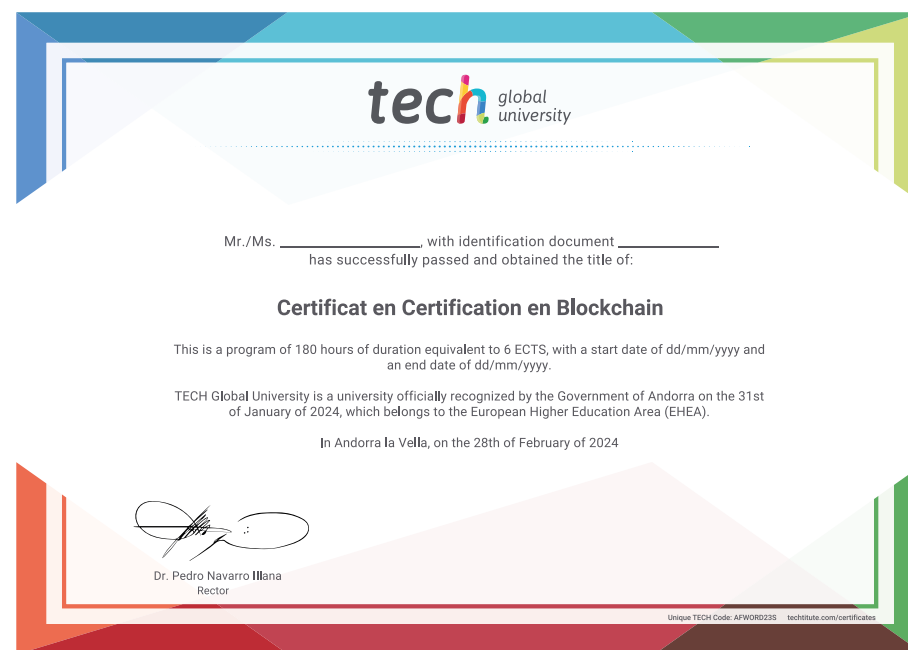 tech global
university
Mr./Ms. ____________________, with identification document ______________
has successfully passed and obtained the title of:
Certificat en Certification en Blockchain
This is a program of 180 hours of duration equivalent to 6 ECTS, with a start date of dd/mm/yyyy and
an end date of dd/mm/yyyy.
TECH Global University is a university officially recognized by the Government of Andorra on the 31st
of January of 2024, which belongs to the European Higher Education Area (EHEA).
In Andorra la Vella, on the 28th of February of 2024
Dr. Pedro Navarro Illana
Rector
Unique TECH Code: AFWORD23S techtitute.com/certificates